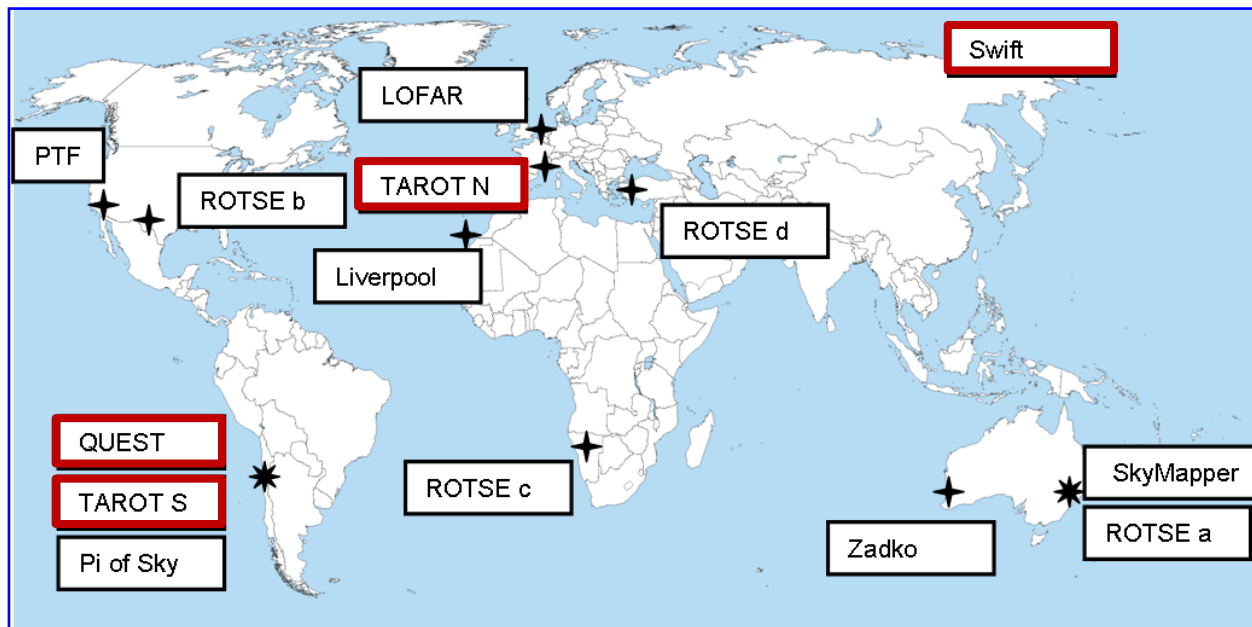 Swift
LOFAR
PTF
TAROT N
ROTSE b
ROTSE d
Liverpool
QUEST
TAROT S
Pi of Sky
ROTSE c
Zadko
SkyMapper
ROTSE a